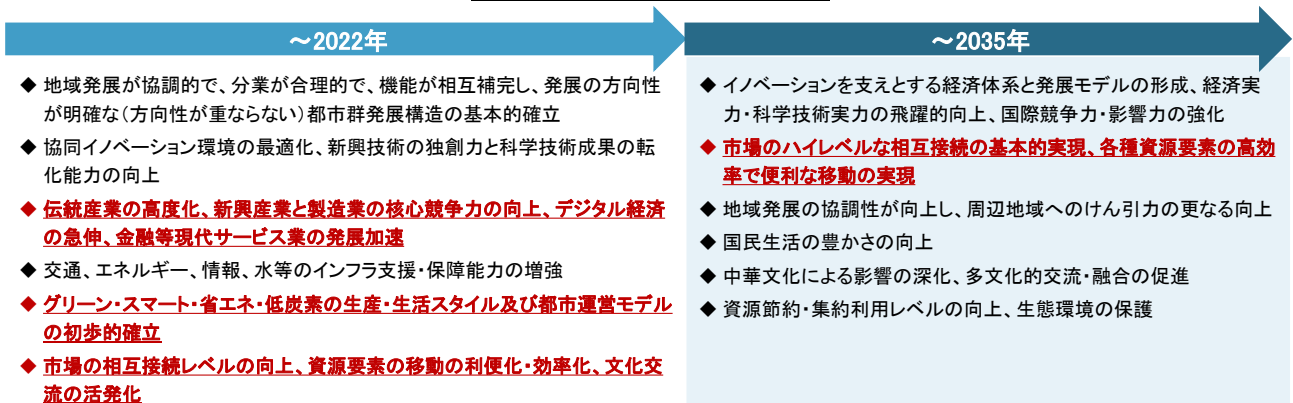 ～2022年
◆ 地域発展が協調的で、分業が合理的で、機能が相互補完し、発展の方向性
が明確な（方向性が重ならない）都市群発展構造の基本的確立
◆ 協同イノベーション環境の最適化、新興技術の独創力と科学技術成果の転
化能力の向上
◆ 伝統産業の高度化、新興産業と製造業の核心競争力の向上、デジタル経済
の急伸、金融等現代サービス業の発展加速
◆ 交通、エネルギー、情報、水等のインフラ支援・保障能力の増強
◆ グリーン・スマート・省エネ・低炭素の生産・生活スタイル及び都市運営モデル
の初歩的確立
◆ 市場の相互接続レベルの向上、資源要素の移動の利便化・効率化、文化交
流の活発化
～2035年
◆ イノベーションを支えとする経済体系と発展モデルの形成、経済実
力・科学技術実力の飛躍的向上、国際競争力・影響力の強化
◆ 市場のハイレベルな相互接続の基本的実現、各種資源要素の高効
率で便利な移動の実現
◆ 地域発展の協調性が向上し、周辺地域へのけん引力の更なる向上
◆ 国民生活の豊かさの向上
◆ 中華文化による影響の深化、多文化的交流・融合の促進
◆ 資源節約・集約利用レベルの向上、生態環境の保護